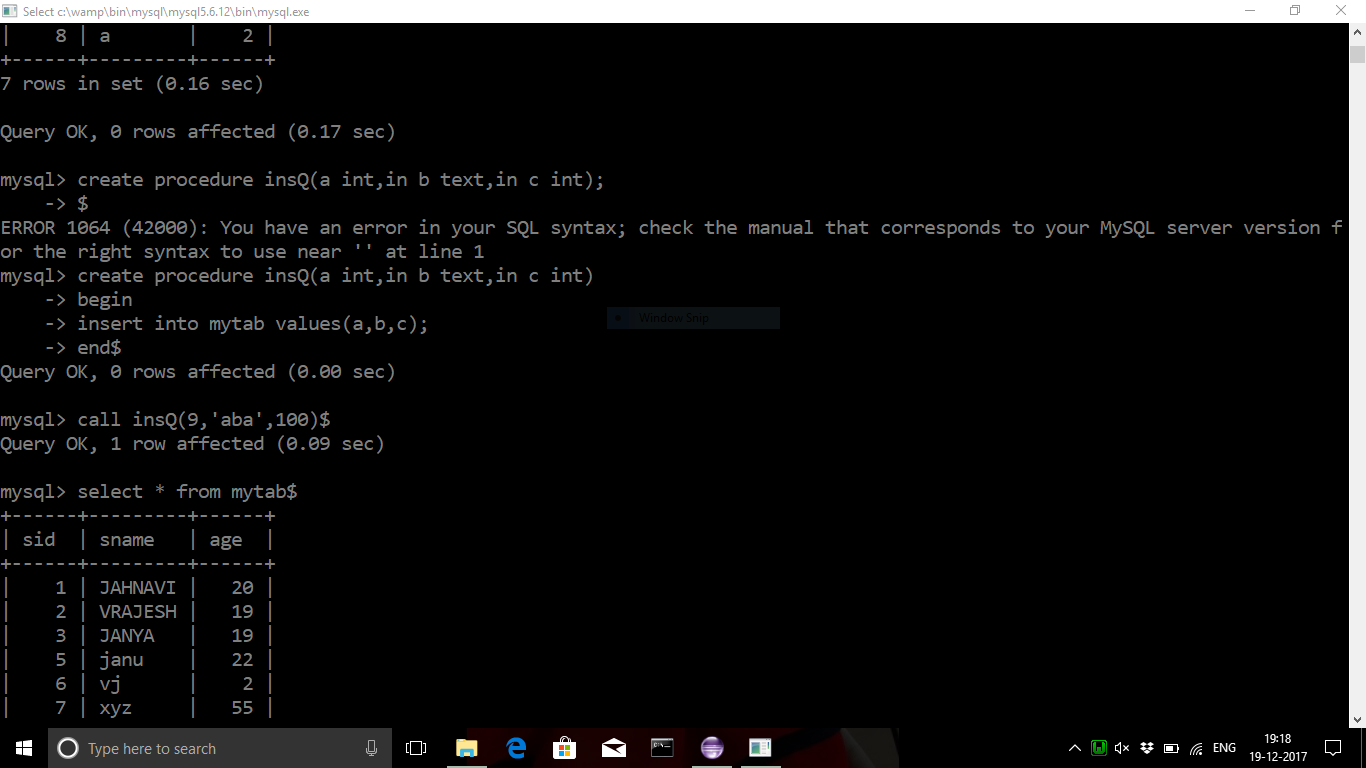 Select c:\wamp\bin\mysql\mysql5.6.12\bin\mysql.exe
|    8 | a       |    2 |
+------+---------+------+
7 rows in set (0.16 sec)
Query OK, 0 rows affected (0.17 sec)
mysql> create procedure insQ(a int,in b text,in c int);
    -> $
ERROR 1064 (42000): You have an error in your SQL syntax; check the manual that corresponds to your MySQL server version f
or the right syntax to use near '' at line 1
mysql> create procedure insQ(a int,in b text,in c int)
    -> begin
    -> insert into mytab values(a,b,c);
    -> end$
Query OK, 0 rows affected (0.00 sec)
Window Snip
mysql> call insQ(9,'aba',100)$
Query OK, 1 row affected (0.09 sec)
mysql> select * from mytab$
+------+---------+------+
| sid  | sname   | age  |
+------+---------+------+
|    1 | JAHNAVI |   20 |
|    2 | VRAJESH |   19 |
|    3 | JANYA   |   19 |
|    5 | janu    |   22 |
|    6 | vj      |    2 |
|    7 | xyz     |   55 |
Type here to search
ENG
19:18
19-12-2017